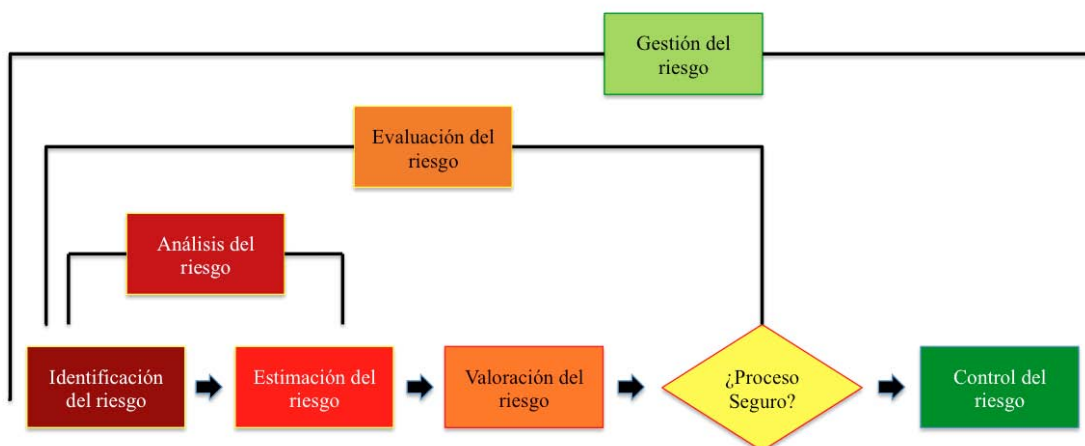 Gestión del
riesgo
Evaluación del
riesgo
Análisis del
riesgo
Identificación
del riesgo
Estimación del
riesgo
Valoración del
riesgo
¿Proceso
Seguro?
Control del
riesgo